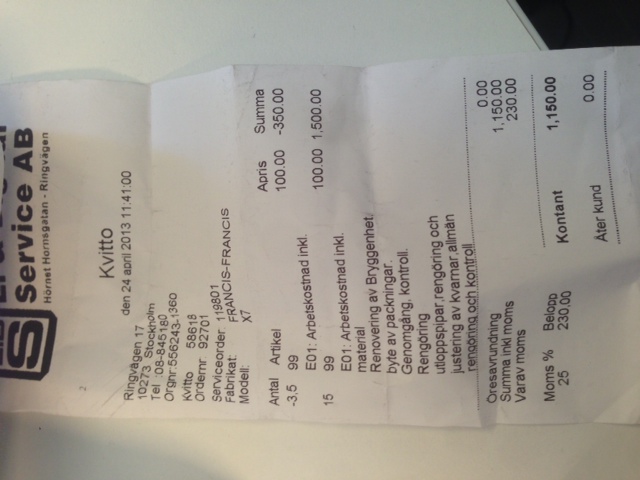 S
Service AB
Hörnet Hornsgatan - Ringvägen
2
Kvitto
den 24 april 2013 11:41:00
Ringvägen 17
10273 Stockholm
Tel :08-845180
Orgnr:556243-1360
Kvitto 58618
Ordernr 92701
Serviceorder 119801
Fabrikat: FRANCIS-FRANCIS
Modell: X7
Antal Artikel Apris Summa
-3,5 99 100.00 -350.00
E01: Arbetskostnad inkl.
15 99 100.00 1,500.00
E01: Arbetskostnad inkl.
material
Renovering av Bryggenhet,
byte av packningar.
Genomgång, kontroll.
Rengöring
utloppspipar,rengöring och
justering av kvarnar,allmän
rengöring och kontroll
Öresavrundning 0.00
Summa inkl moms 1,150.00
Varav moms 230.00
Moms % Belopp
25 230,00
Kontant 1,150.00
Åter kund 0.00